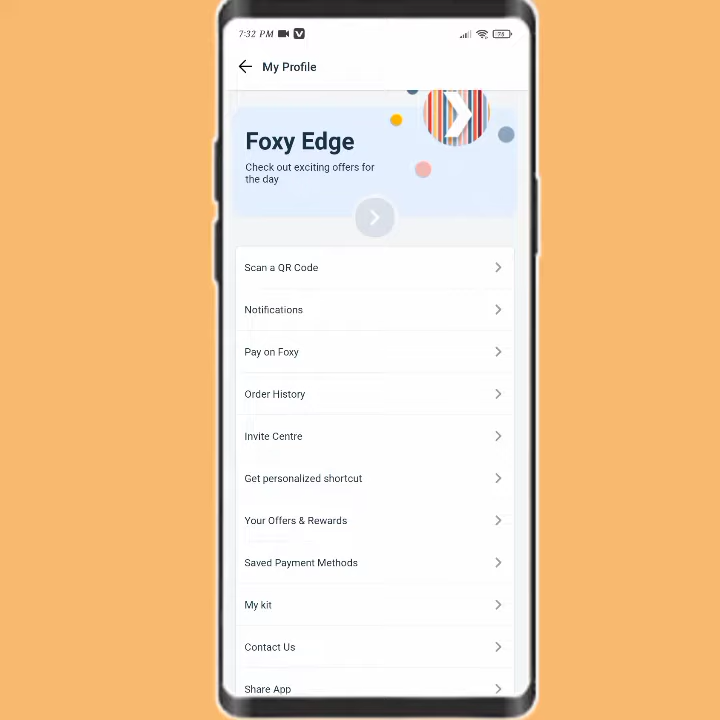 7:32 PM
76
My Profile
Foxy Edge
Check out exciting offers for
the day
Scan a QR Code
Notifications
Pay on Foxy
Order History
Invite Centre
Get personalized shortcut
Your Offers & Rewards
Saved Payment Methods
My kit
Contact Us
Share App